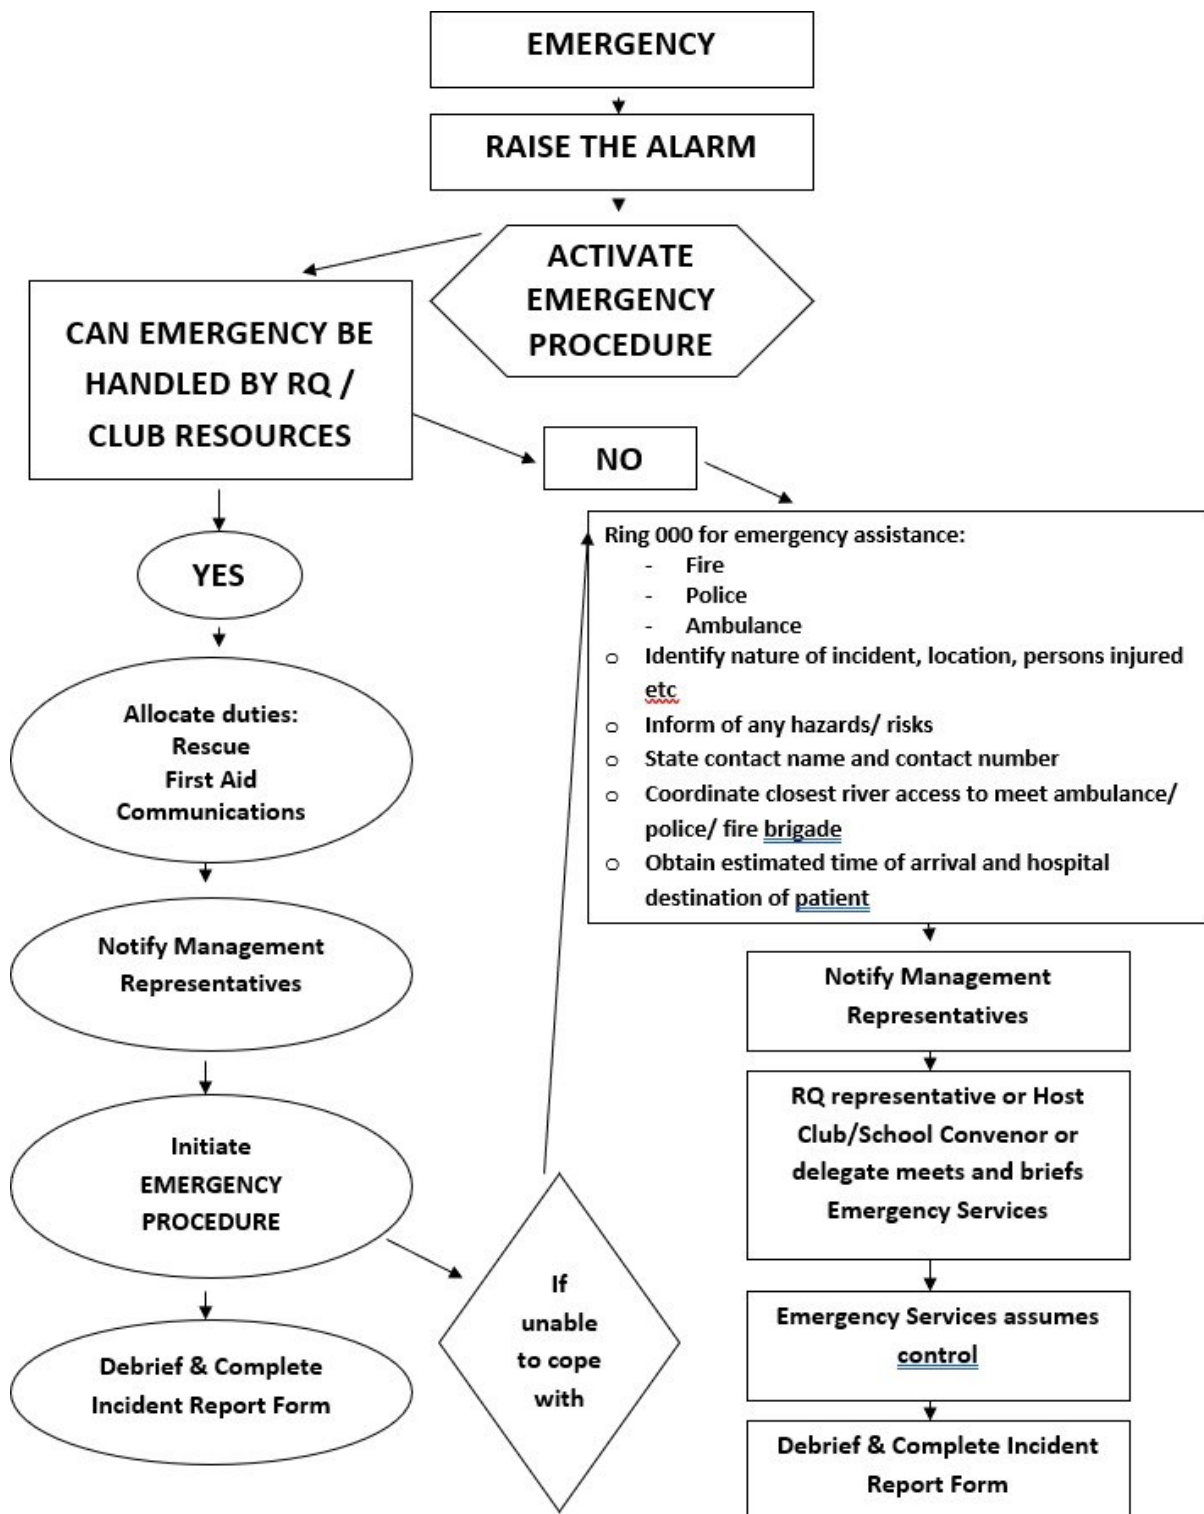 EMERGENCY
RAISE THE ALARM
ACTIVATE
EMERGENCY
PROCEDURE
CAN EMERGENCY BE
HANDLED BY RQ /
CLUB RESOURCES
NO
YES
Allocate duties:
Rescue
First Aid
Communications
Notify Management
Representatives
Initiate
EMERGENCY
PROCEDURE
Debrief & Complete
Incident Report Form
If
unable
to cope
with
Ring 000 for emergency assistance:
- Fire
- Police
- Ambulance
o Identify nature of incident, location, persons injured
etc
o Inform of any hazards/ risks
o State contact name and contact number
o Coordinate closest river access to meet ambulance/
police/ fire brigade
o Obtain estimated time of arrival and hospital
destination of patient
Notify Management
Representatives
RQ representative or Host
Club/School Convenor or
delegate meets and briefs
Emergency Services
Emergency Services assumes
control
Debrief & Complete Incident
Report Form